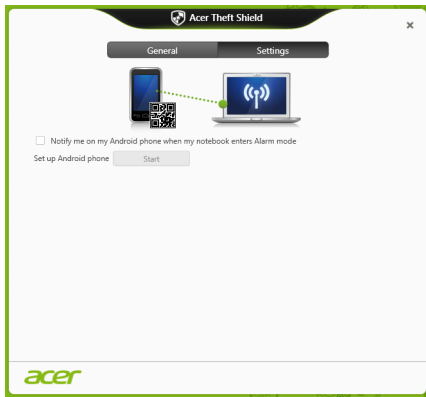 Acer Theft Shield
General Settings
Notify me on my Android phone when my notebook enters Alarm mode
Set up Android phone Start
acer